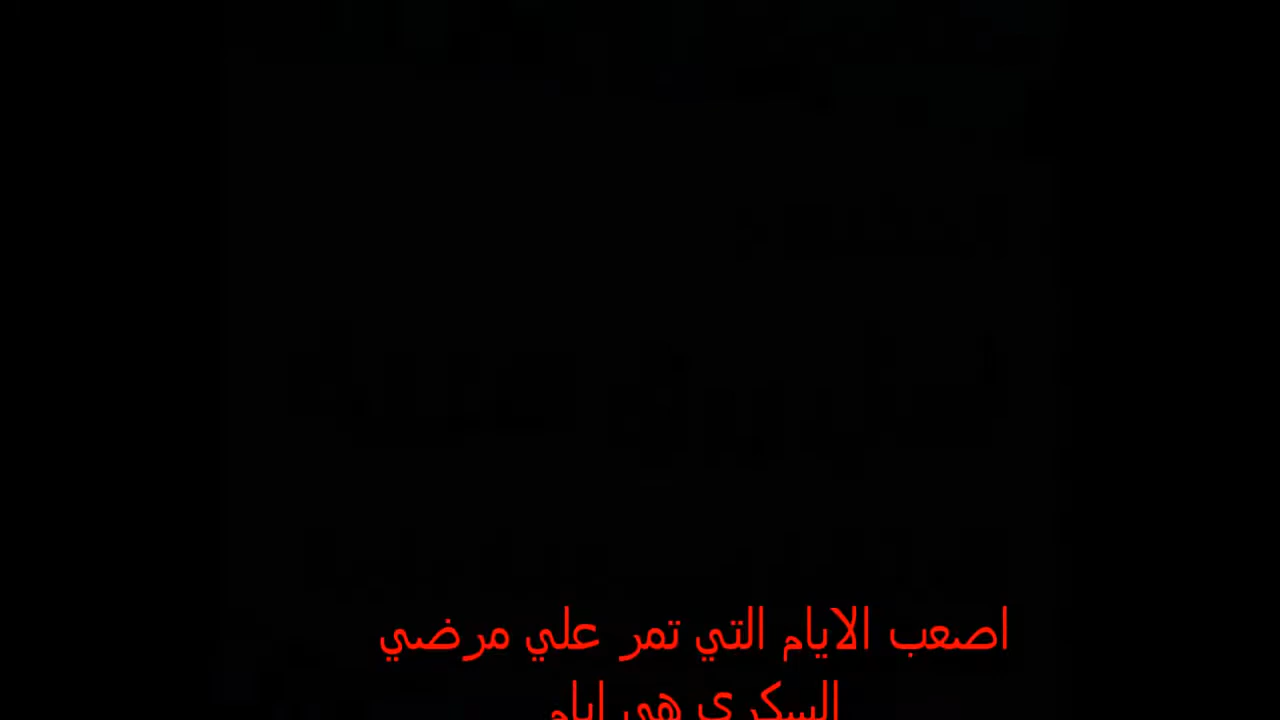 اصعب الايام التي تمر علي مرضي
السكري هي ايام